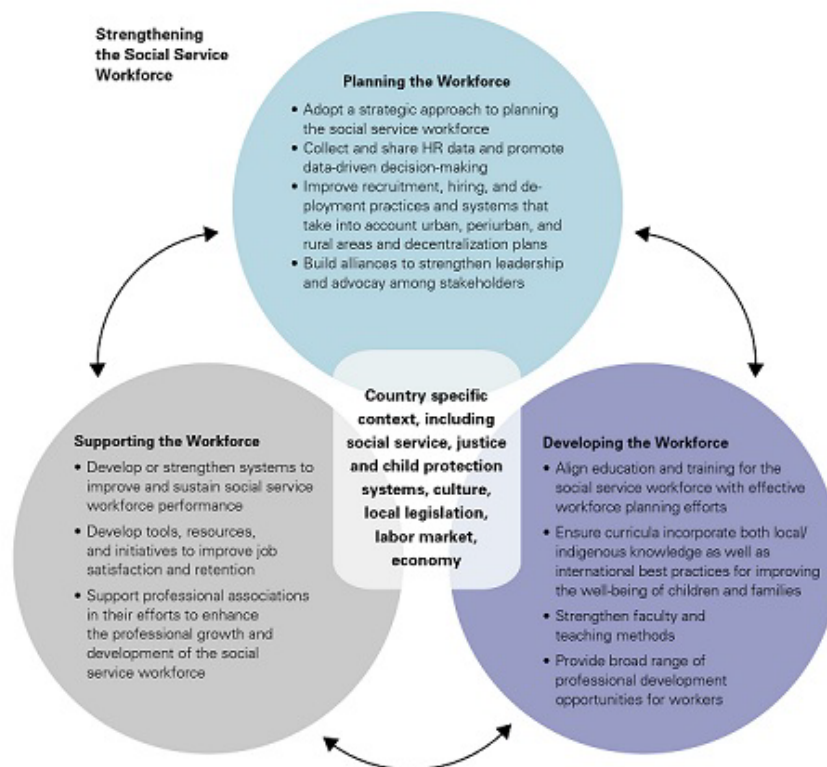 Strengthening
the Social Service
Workforce
Planning the Workforce
• Adopt a strategic approach to planning
the social service workforce
• Collect and share HR data and promote
data-driven decision-making
• Improve recruitment, hiring, and de-
ployment practices and systems that
take into account urban, periurban, and
rural areas and decentralization plans
• Build alliances to strengthen leadership
and advocay among stakeholders
Country specific
context, including
social service, justice
and child protection
systems, culture,
local legislation,
labor market,
economy
Supporting the Workforce
• Develop or strengthen systems to
improve and sustain social service
workforce performance
• Develop tools, resources,
and initiatives to improve job
satisfaction and retention
• Support professional associations
in their efforts to enhance
the professional growth and
development of the social
service workforce
Developing the Workforce
• Align education and training for the
social service workforce with effective
workforce planning efforts
• Ensure curricula incorporate both local/
indigenous knowledge as well as
international best practices for improving
the well-being of children and families
• Strengthen faculty and
teaching methods
• Provide broad range of
professional development
opportunities for workers